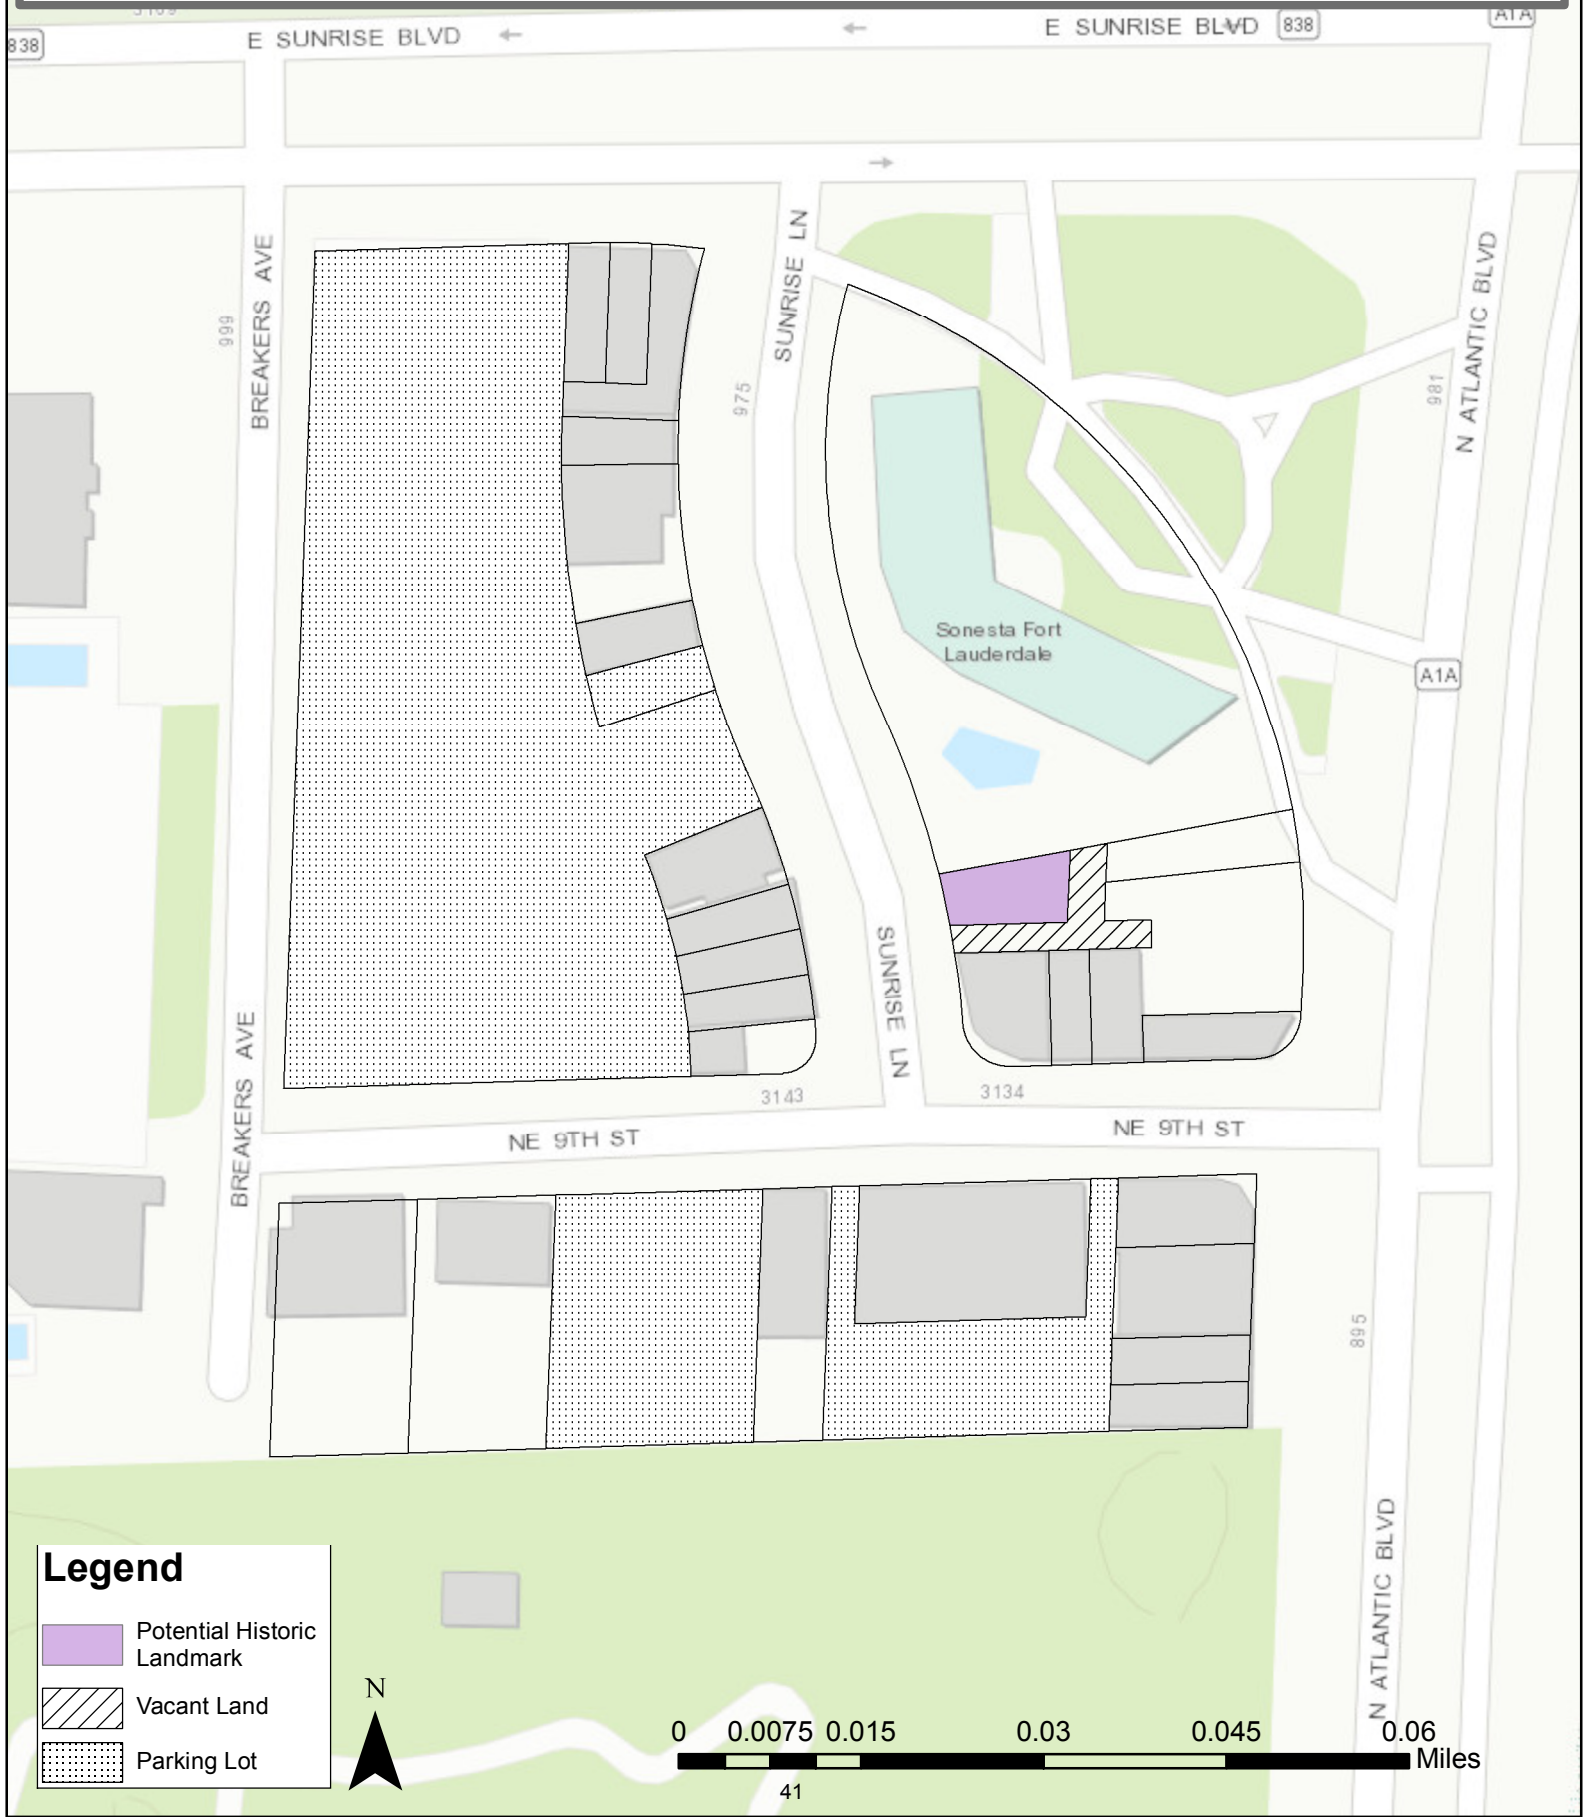 E SUNRISE BLVD
E SUNRISE BLVD
838
A1A
838
SUNRISE LN
BREAKERS AVE
N ATLANTIC BLVD
999
975
981
Sonesta Fort
Lauderdale
A1A
SUNRISE LN
BREAKERS AVE
3143
3134
NE 9TH ST
NE 9TH ST
895
N ATLANTIC BLVD
Legend
Potential Historic
Landmark
Vacant Land
Parking Lot
N
0 0.0075 0.015 0.03 0.045 0.06
Miles
41